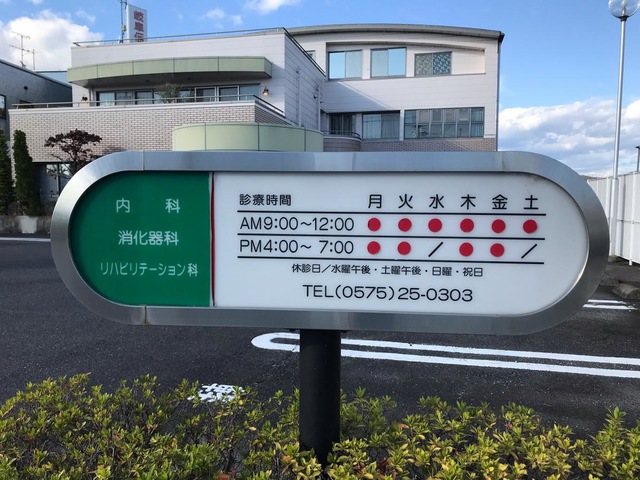 内　科
消化器科
リハビリテーション科
診療時間 月 火 水 木 金 土
AM9:00~12:00 ● ● ● ● ● ●
PM4:00~ 7:00 ● ● / ● ● /
休診日/水曜午後・土曜午後・日曜・祝日
TEL(0575)25-0303